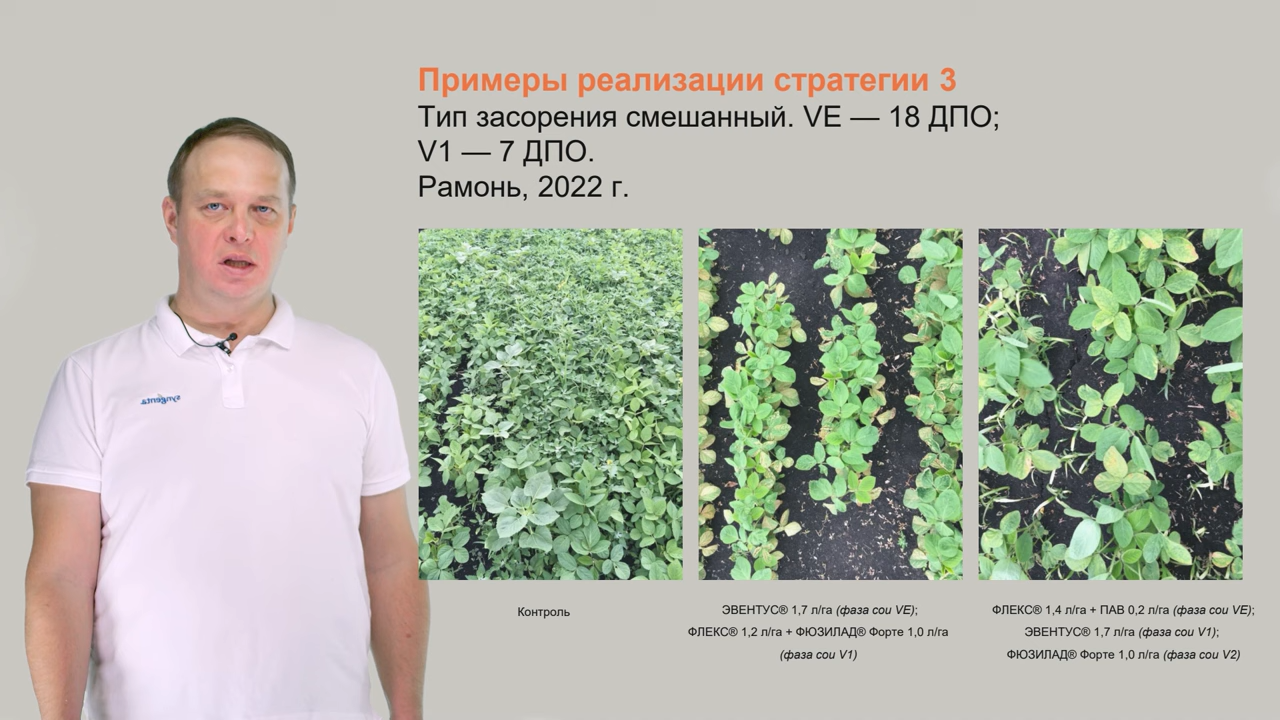 Примеры реализации стратегии 3
Тип засорения смешанный. VE — 18 ДПО;
V1 — 7 ДПО.
Рамонь, 2022 г.
syngenta
Контроль
ЭВЕНТУС® 1,7 л/га (фаза сои VE);
ФЛЕКС® 1,2 л/га + ФЮЗИЛАД® Форте 1,0 л/га
(фаза сои V1)
ФЛЕКС® 1,4 л/га + ПАВ 0,2 л/га (фаза сои VE);
ЭВЕНТУС® 1,7 л/га (фаза сои V1);
ФЮЗИЛАД® Форте 1,0 л/га (фаза сои V2)